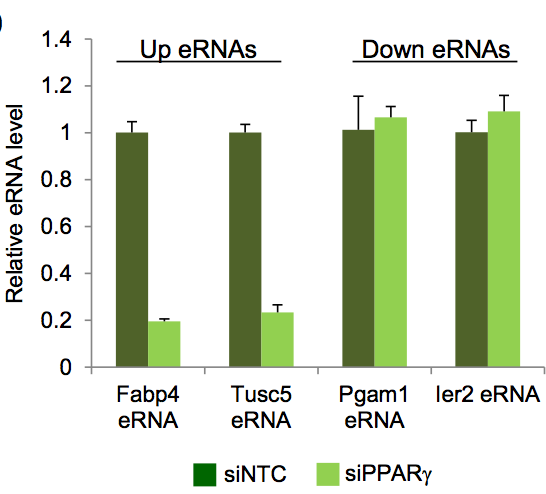 )
Up eRNAs
Down eRNAs
Relative eRNA level
1.4
1.2
1
0.8
0.6
0.4
0.2
0
Fabp4 eRNA
Tusc5 eRNA
Pgam1 eRNA
Ier2 eRNA
siNTC
siPPARγ